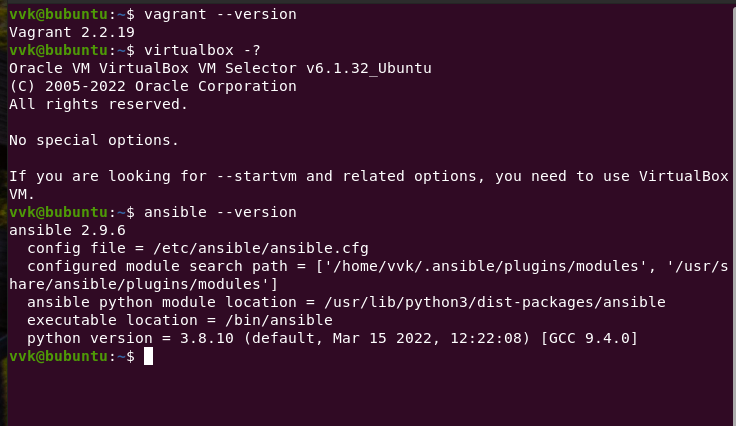 vvk@bubuntu:~$ vagrant --version
Vagrant 2.2.19
vvk@bubuntu:~$ virtualbox -?
Oracle VM VirtualBox VM Selector v6.1.32_Ubuntu
(C) 2005-2022 Oracle Corporation
All rights reserved.

No special options.

If you are looking for --startvm and related options, you need to use VirtualBox
VM.
vvk@bubuntu:~$ ansible --version
ansible 2.9.6
  config file = /etc/ansible/ansible.cfg
  configured module search path = ['/home/vvk/.ansible/plugins/modules', '/usr/s
hare/ansible/plugins/modules']
  ansible python module location = /usr/lib/python3/dist-packages/ansible
  executable location = /bin/ansible
  python version = 3.8.10 (default, Mar 15 2022, 12:22:08) [GCC 9.4.0]
vvk@bubuntu:~$